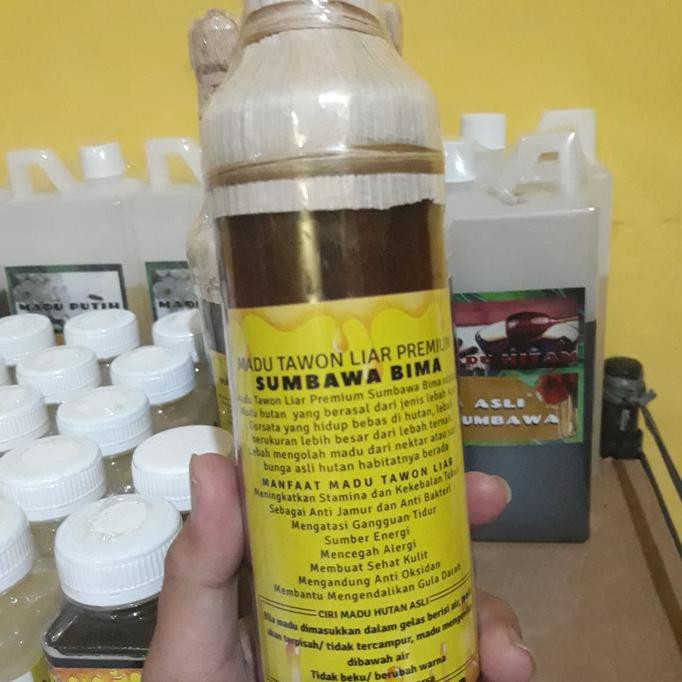 MADU TAWON LIAR PREMIUM
SUMBAWA BIMA
Madu Tawon Liar Premium Sumbawa Bima
Madu hutan yang berasal dari jenis lebah
Dorsata yang hidup bebas di hutan, lebah
berukuran lebih besar dari lebah ternak
Lebah mengolah madu dari nektar atau
bunga asli hutan habitatnya berada
MANFAAT MADU TAWON LIAR
Meningkatkan Stamina dan Kekebalan Tubuh
Sebagai Anti Jamur dan Anti Bakteri
Mengatasi Gangguan Tidur
Sumber Energi
Mencegah Alergi
Membuat Sehat Kulit
Mengandung Anti Oksidan
Membantu Mengendalikan Gula Darah
CIRI MADU HUTAN ASLI
Bila madu dimasukkan dalam gelas berisi air,
akan terpisah/ tidak tercampur, madu
dibawah air
Tidak beku/ berubah warna
MADU PUTIH
MADU
MADU HITAM
ASLI
SUMBAWA